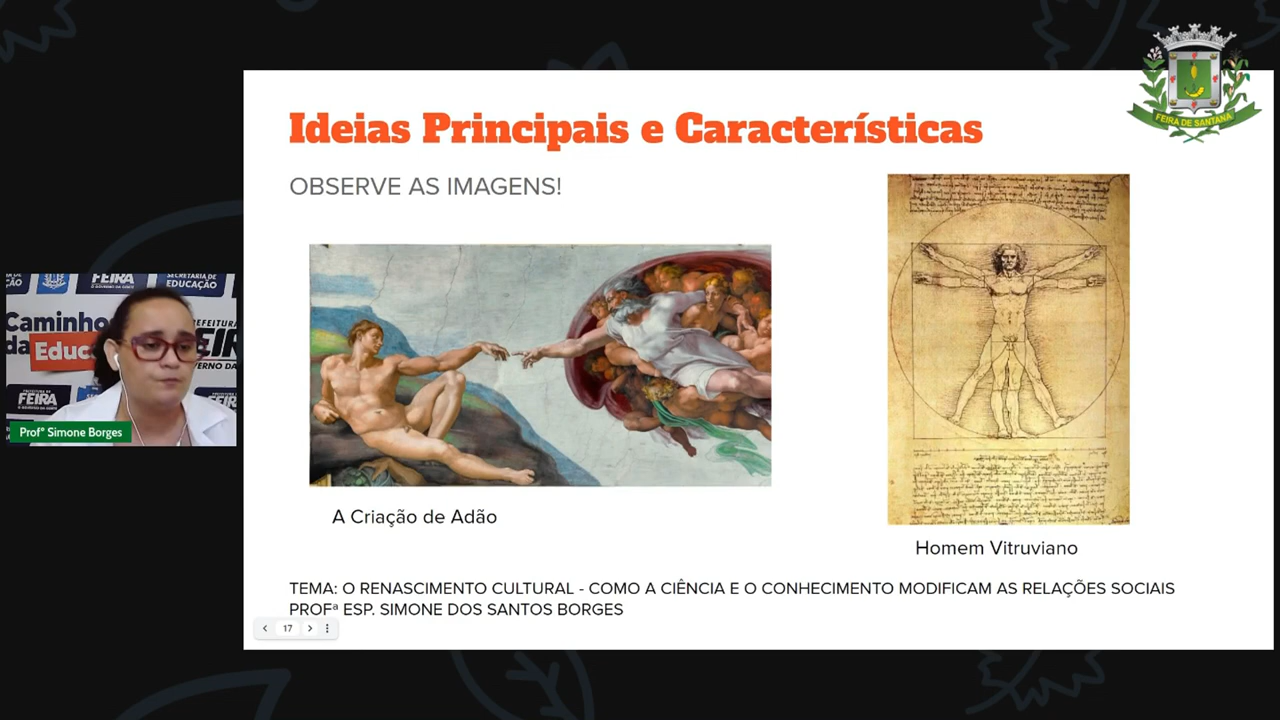 FEIRA DE SANTANA
Ideias Principais e Características
OBSERVE AS IMAGENS!
A Criação de Adão
Homem Vitruviano
TEMA: O RENASCIMENTO CULTURAL - COMO A CIÊNCIA E O CONHECIMENTO MODIFICAM AS RELAÇÕES SOCIAIS
PROFª ESP. SIMONE DOS SANTOS BORGES
17
FEIRA
SECRETARIA DE
EDUCAÇÃO
Caminho
da Educ
FEIRA
Profª Simone Borges